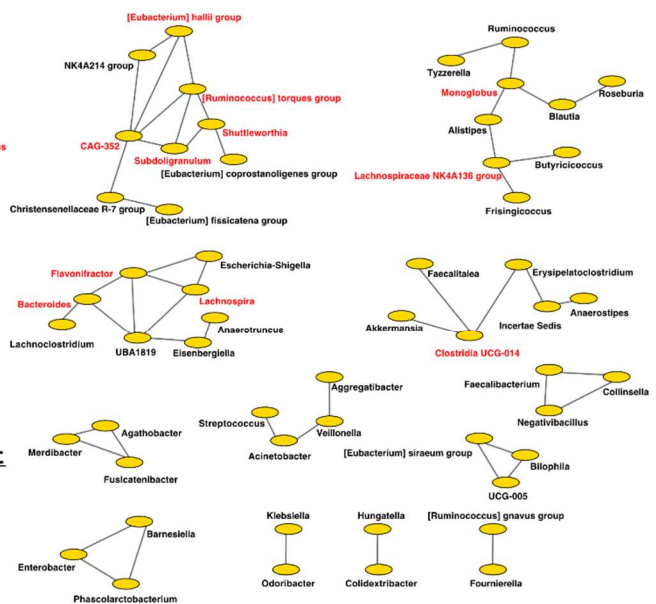 [Eubacterium] hallii group
NK4A214 group
[Ruminococcus] torques group
Shuttleworthia
CAG-352
Subdoligranulum
[Eubacterium] coprostanoligenes group
Christensenellaceae R-7 group
[Eubacterium] fissicatena group
Ruminococcus
Tyzzerella
Monoglobus
Roseburia
Blautia
Alistipes
Butyricicoccus
Lachnospiraceae NK4A136 group
Frisingicoccus
Flavonifractor
Escherichia-Shigella
Bacteroides
Lachnospira
Anaerotruncus
Lachnoclostridium
UBA1819
Eisenbergiella
Faecalitalea
Erysipelatoclostridium
Anaerostipes
Akkermansia
Incertae Sedis
Clostridia UCG-014
Faecalibacterium
Collinsella
Negativibacillus
Aggregatibacter
Streptococcus
Veillonella
Acinetobacter
Agathobacter
Merdibacter
Fusicatenibacter
[Eubacterium] siraeum group
Bilophila
UCG-005
Barnesiella
Enterobacter
Phascolarctobacterium
Klebsiella
Odoribacter
Hungatella
Colidextribacter
[Ruminococcus] gnavus group
Fournierella